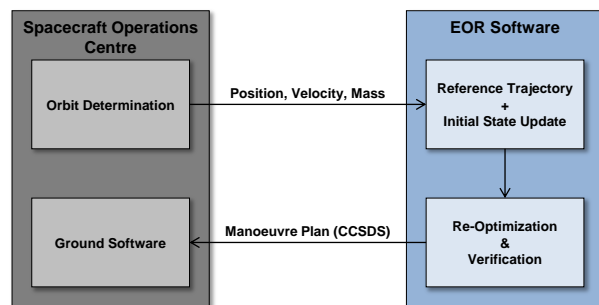 Spacecraft Operations
Centre
EOR Software
Orbit Determination
Position, Velocity, Mass
Reference Trajectory
+
Initial State Update
Ground Software
Manoeuvre Plan (CCSDS)
Re-Optimization
&
Verification